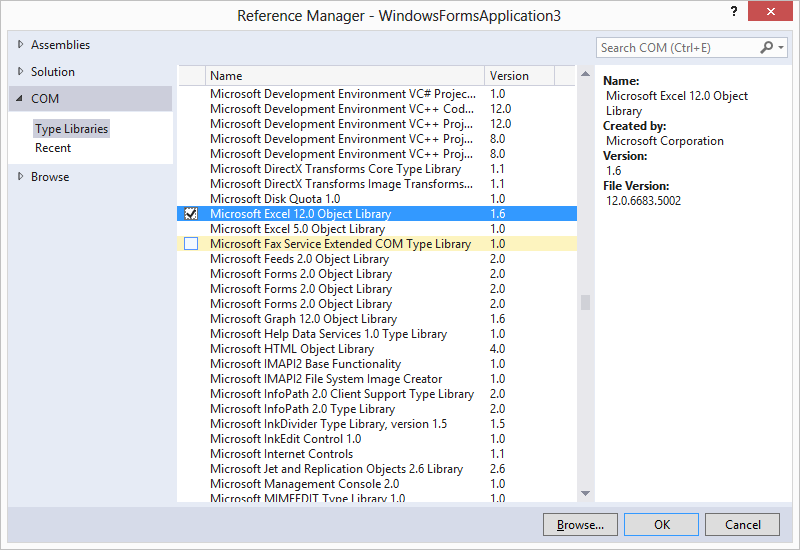 Reference Manager - WindowsFormsApplication3
?
Assemblies
Solution
COM
Type Libraries
Recent
Browse
Name Version
Microsoft Development Environment VC# Projec... 1.0
Microsoft Development Environment VC++ Cod... 12.0
Microsoft Development Environment VC++ Proj... 12.0
Microsoft Development Environment VC++ Proj... 8.0
Microsoft Development Environment VC++ Proj... 8.0
Microsoft DirectX Transforms Core Type Library 1.1
Microsoft DirectX Transforms Image Transforms... 1.1
Microsoft Disk Quota 1.0 1.0
Microsoft Excel 12.0 Object Library 1.6
Microsoft Excel 5.0 Object Library 1.0
Microsoft Fax Service Extended COM Type Library 1.0
Microsoft Feeds 2.0 Object Library 2.0
Microsoft Forms 2.0 Object Library 2.0
Microsoft Forms 2.0 Object Library 2.0
Microsoft Forms 2.0 Object Library 2.0
Microsoft Graph 12.0 Object Library 1.6
Microsoft Help Data Services 1.0 Type Library 1.0
Microsoft HTML Object Library 4.0
Microsoft IMAPI2 Base Functionality 1.0
Microsoft IMAPI2 File System Image Creator 1.0
Microsoft InfoPath 2.0 Client Support Type Library 2.0
Microsoft InfoPath 2.0 Type Library 2.0
Microsoft InkDivider Type Library, version 1.5 1.5
Microsoft InkEdit Control 1.0 1.0
Microsoft Internet Controls 1.1
Microsoft Jet and Replication Objects 2.6 Library 2.6
Microsoft Management Console 2.0 1.0
Microsoft MIMEEDIT Type Library 1.0 1.0
Search COM (Ctrl+E)
Name:
Microsoft Excel 12.0 Object
Library
Created by:
Microsoft Corporation
Version:
1.6
File Version:
12.0.6683.5002
Browse... OK Cancel